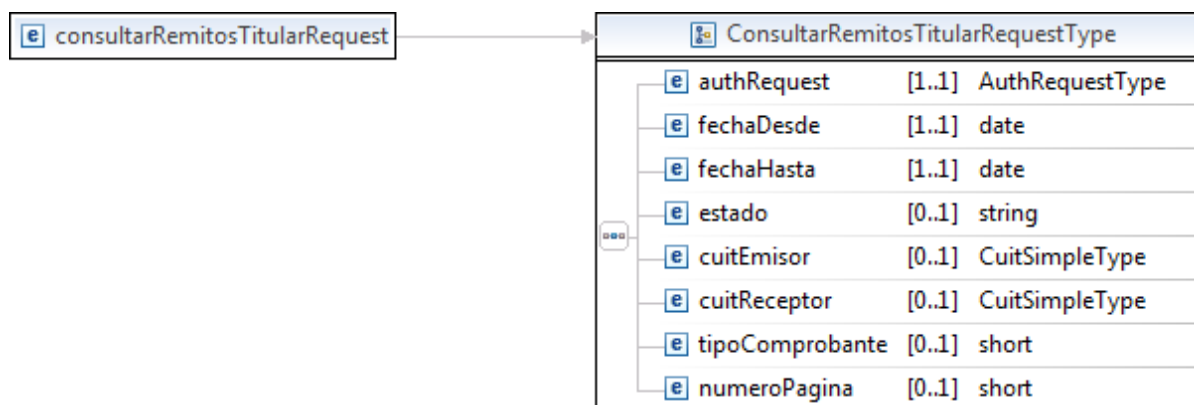 consultarRemitosTitularRequest
ConsultarRemitosTitularRequestType
authRequest [1..1] AuthRequestType
fechaDesde [1..1] date
fechaHasta [1..1] date
estado [0..1] string
cuitEmisor [0..1] CuitSimpleType
cuitReceptor [0..1] CuitSimpleType
tipoComprobante [0..1] short
numeroPagina [0..1] short